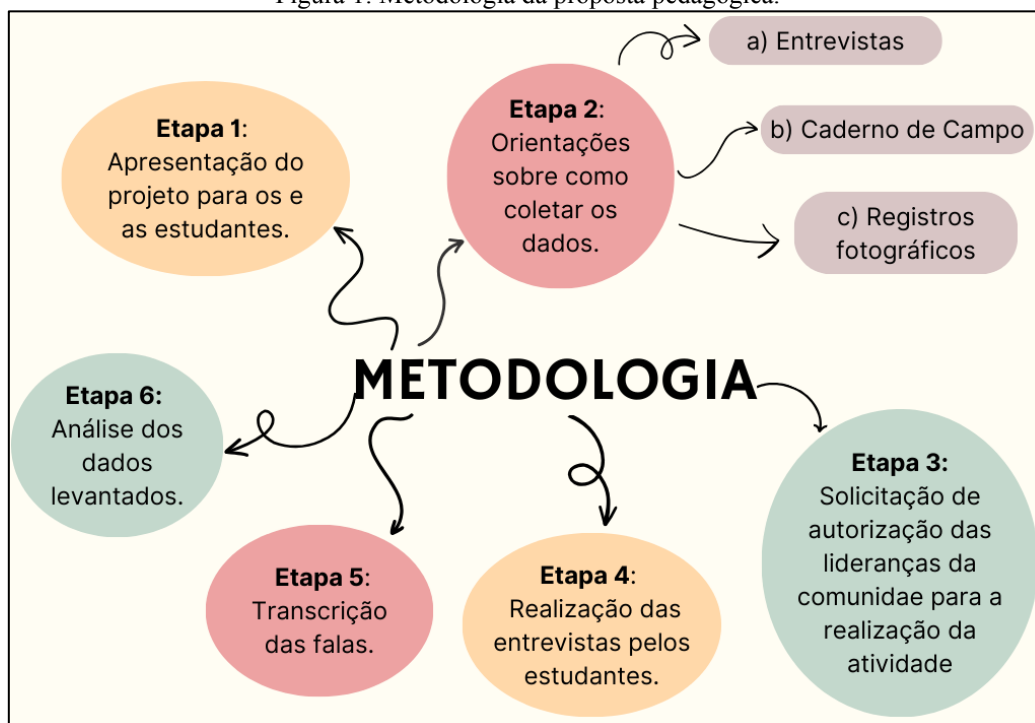 Figura 1: Metodologia da proposta pedagógica.
Etapa 1:
Apresentação do
projeto para os e
as estudantes.
Etapa 2:
Orientações
sobre como
coletar os
dados.
a) Entrevistas
b) Caderno de Campo
c) Registros
fotográficos
METODOLOGIA
Etapa 3:
Solicitação de
autorização das
lideranças da
comunidae para a
realização da
atividade
Etapa 4:
Realização das
entrevistas pelos
estudantes.
Etapa 5:
Transcrição
das falas.
Etapa 6:
Análise dos
dados
levantados.